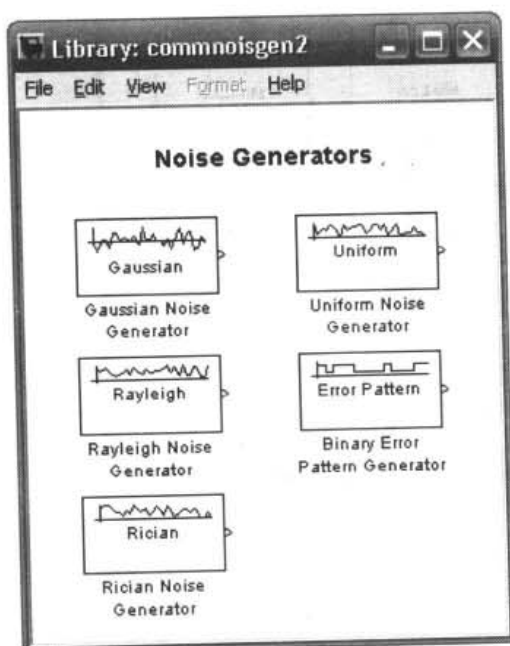 Library: commnoisgen2
File Edit View Format Help
Noise Generators
Gaussian
Gaussian Noise
Generator
Uniform
Uniform Noise
Generator
Rayleigh
Rayleigh Noise
Generator
Error Pattern
Binary Error
Pattern Generator
Rician
Rician Noise
Generator